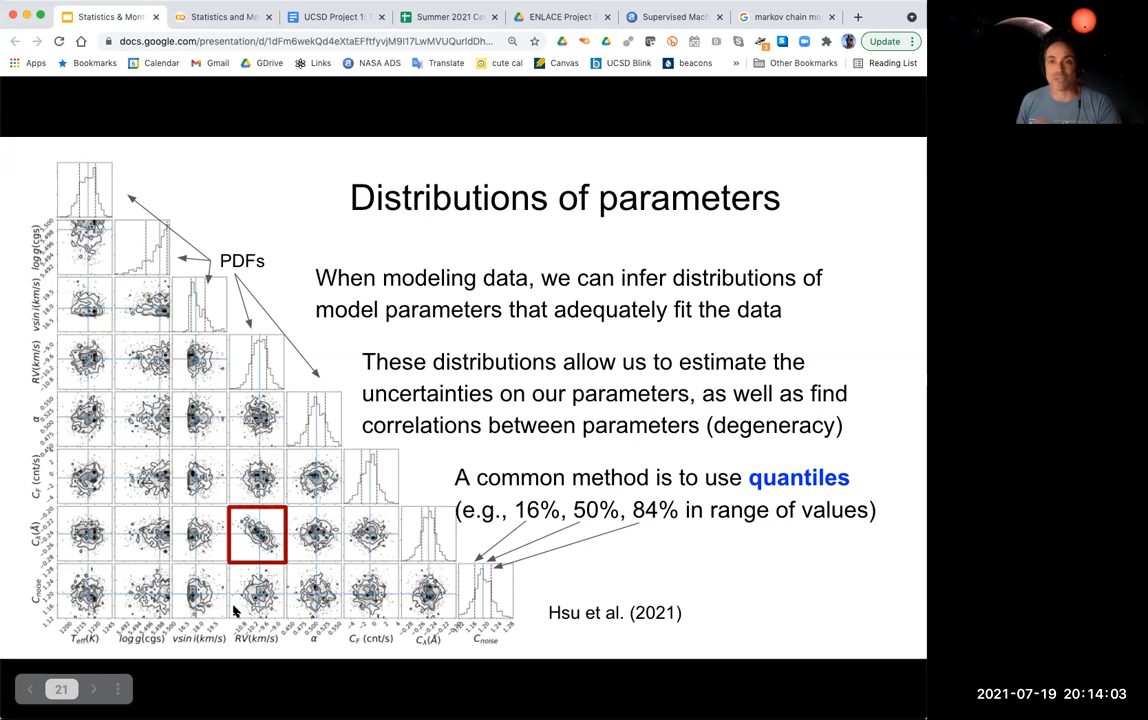 Statistics & Mont
Statistics and Mo
UCSD Project 1:
Summer 2021 Co
ENLACE Project
Supervised Mac
markov chain mo
docs.google.com/presentation/d/1dFm6wekQd4eXtaEFftfyvjM9I17LwMVUQurIdDh...
Update
Apps
Bookmarks
Calendar
Gmail
GDrive
Links
NASA ADS
Translate
cute cal
Canvas
UCSD Blink
beacons
»
Other Bookmarks
Reading List
Distributions of parameters
PDFs
When modeling data, we can infer distributions of
model parameters that adequately fit the data
These distributions allow us to estimate the
uncertainties on our parameters, as well as find
correlations between parameters (degeneracy)
A common method is to use quantiles
(e.g., 16%, 50%, 84% in range of values)
Hsu et al. (2021)
log g(cgs)
vsin i(km/s)
RV(km/s)
α
C_F (cnt/s)
C_λ(Å)
C_noise
T_eff(K)
log g(cgs)
vsin i(km/s)
RV(km/s)
α
C_F (cnt/s)
C_λ(Å)
C_noise
21
2021-07-19 20:14:03